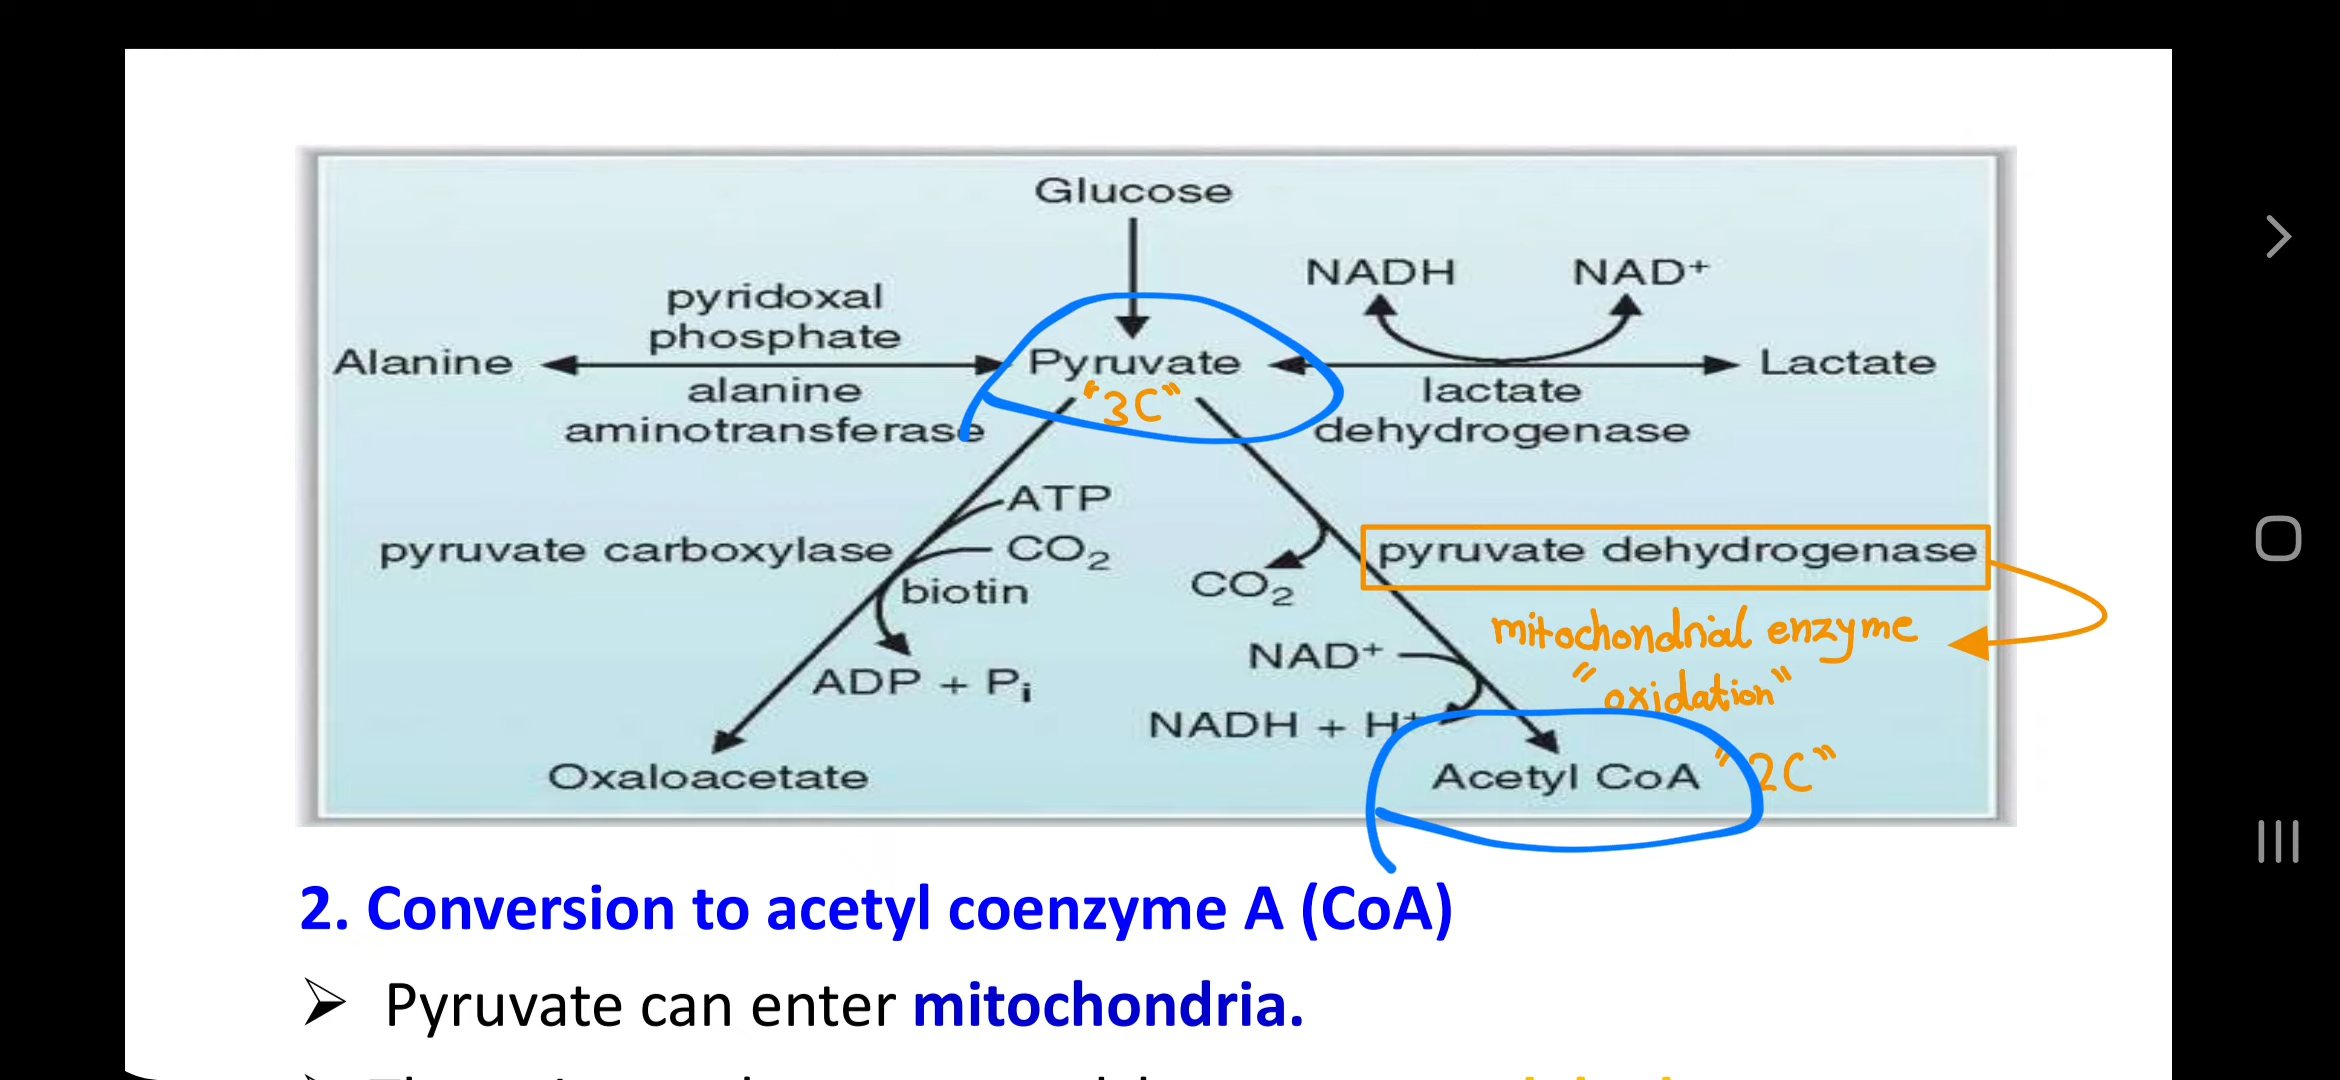 Glucose
NADH NAD+
pyridoxal
phosphate
Alanine Pyruvate Lactate
"3C"
alanine
aminotransferase
lactate
dehydrogenase
ATP
pyruvate carboxylase CO2
biotin
ADP + Pi
Oxaloacetate
CO2
pyruvate dehydrogenase
mitochondrial enzyme
"oxidation"
NAD+
NADH + H+
Acetyl CoA "2C"
2. Conversion to acetyl coenzyme A (CoA)
➢ Pyruvate can enter mitochondria.